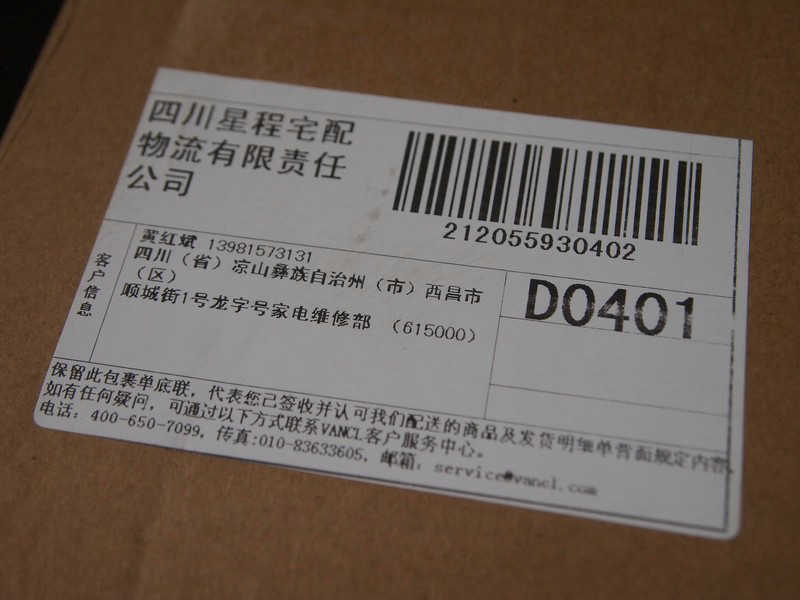 四川星程宅配
物流有限责任
公司
212055930402
客户信息
黄红斌 13981573131
四川（省）凉山彝族自治州（市）西昌市
（区）
顺城街1号龙字号家电维修部 （615000）
D0401
保留此包裹单底联，代表您已签收并认可我们配送的商品及发货明细单背面规定内容。
如有任何疑问，可通过以下方式联系VANCL客户服务中心。
电话：400-650-7099，传真:010-83633605，邮箱：service@vancl.com